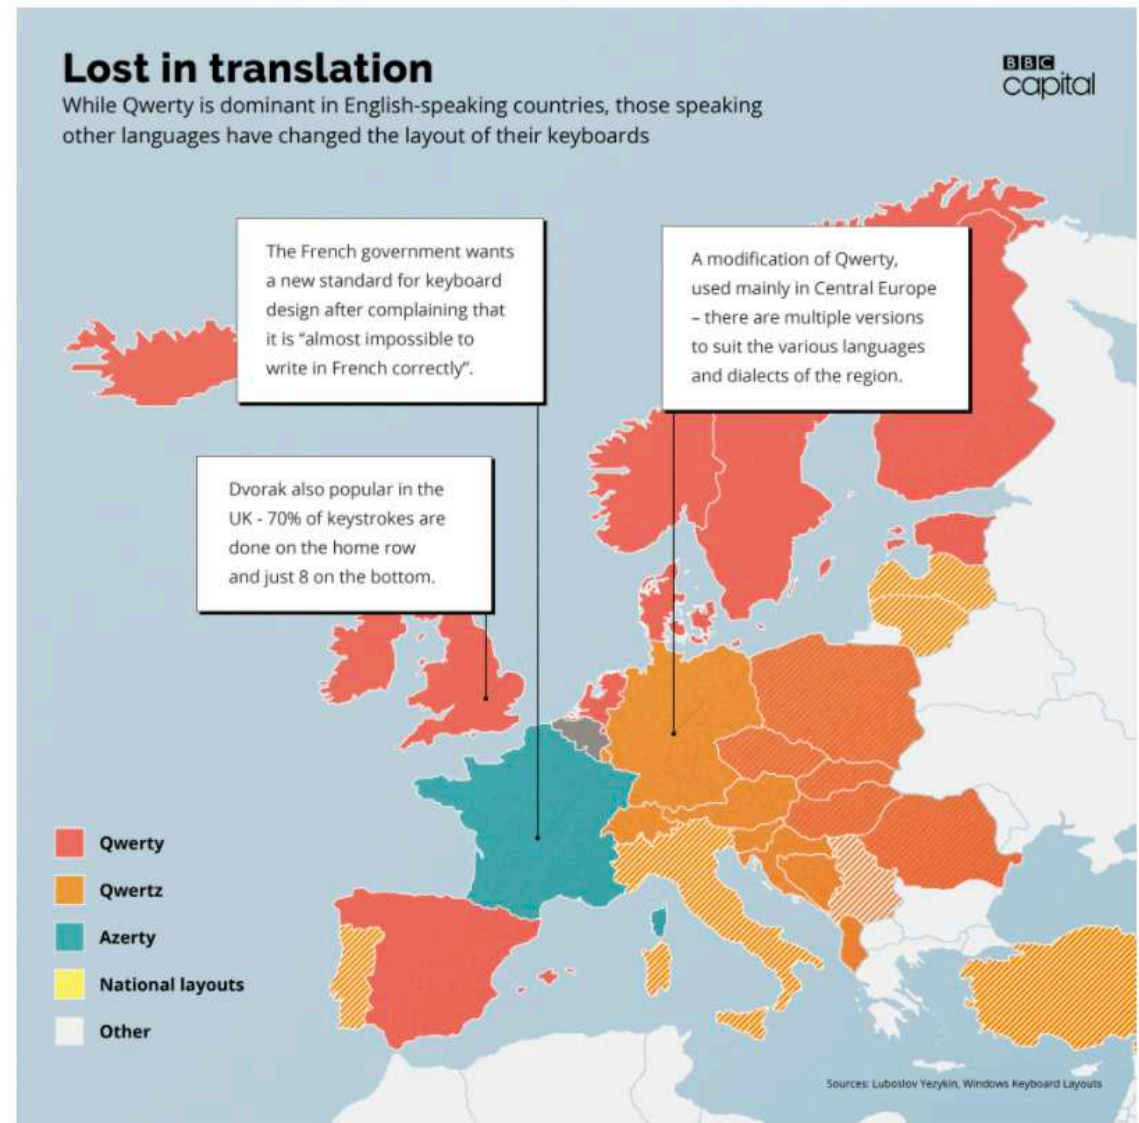 Lost in translation
While Qwerty is dominant in English-speaking countries, those speaking
other languages have changed the layout of their keyboards
BBC
capital
The French government wants
a new standard for keyboard
design after complaining that
it is “almost impossible to
write in French correctly”.
A modification of Qwerty,
used mainly in Central Europe
– there are multiple versions
to suit the various languages
and dialects of the region.
Dvorak also popular in the
UK - 70% of keystrokes are
done on the home row
and just 8 on the bottom.
Qwerty
Qwertz
Azerty
National layouts
Other
Sources: Luboslov Yezykin, Windows Keyboard Layouts